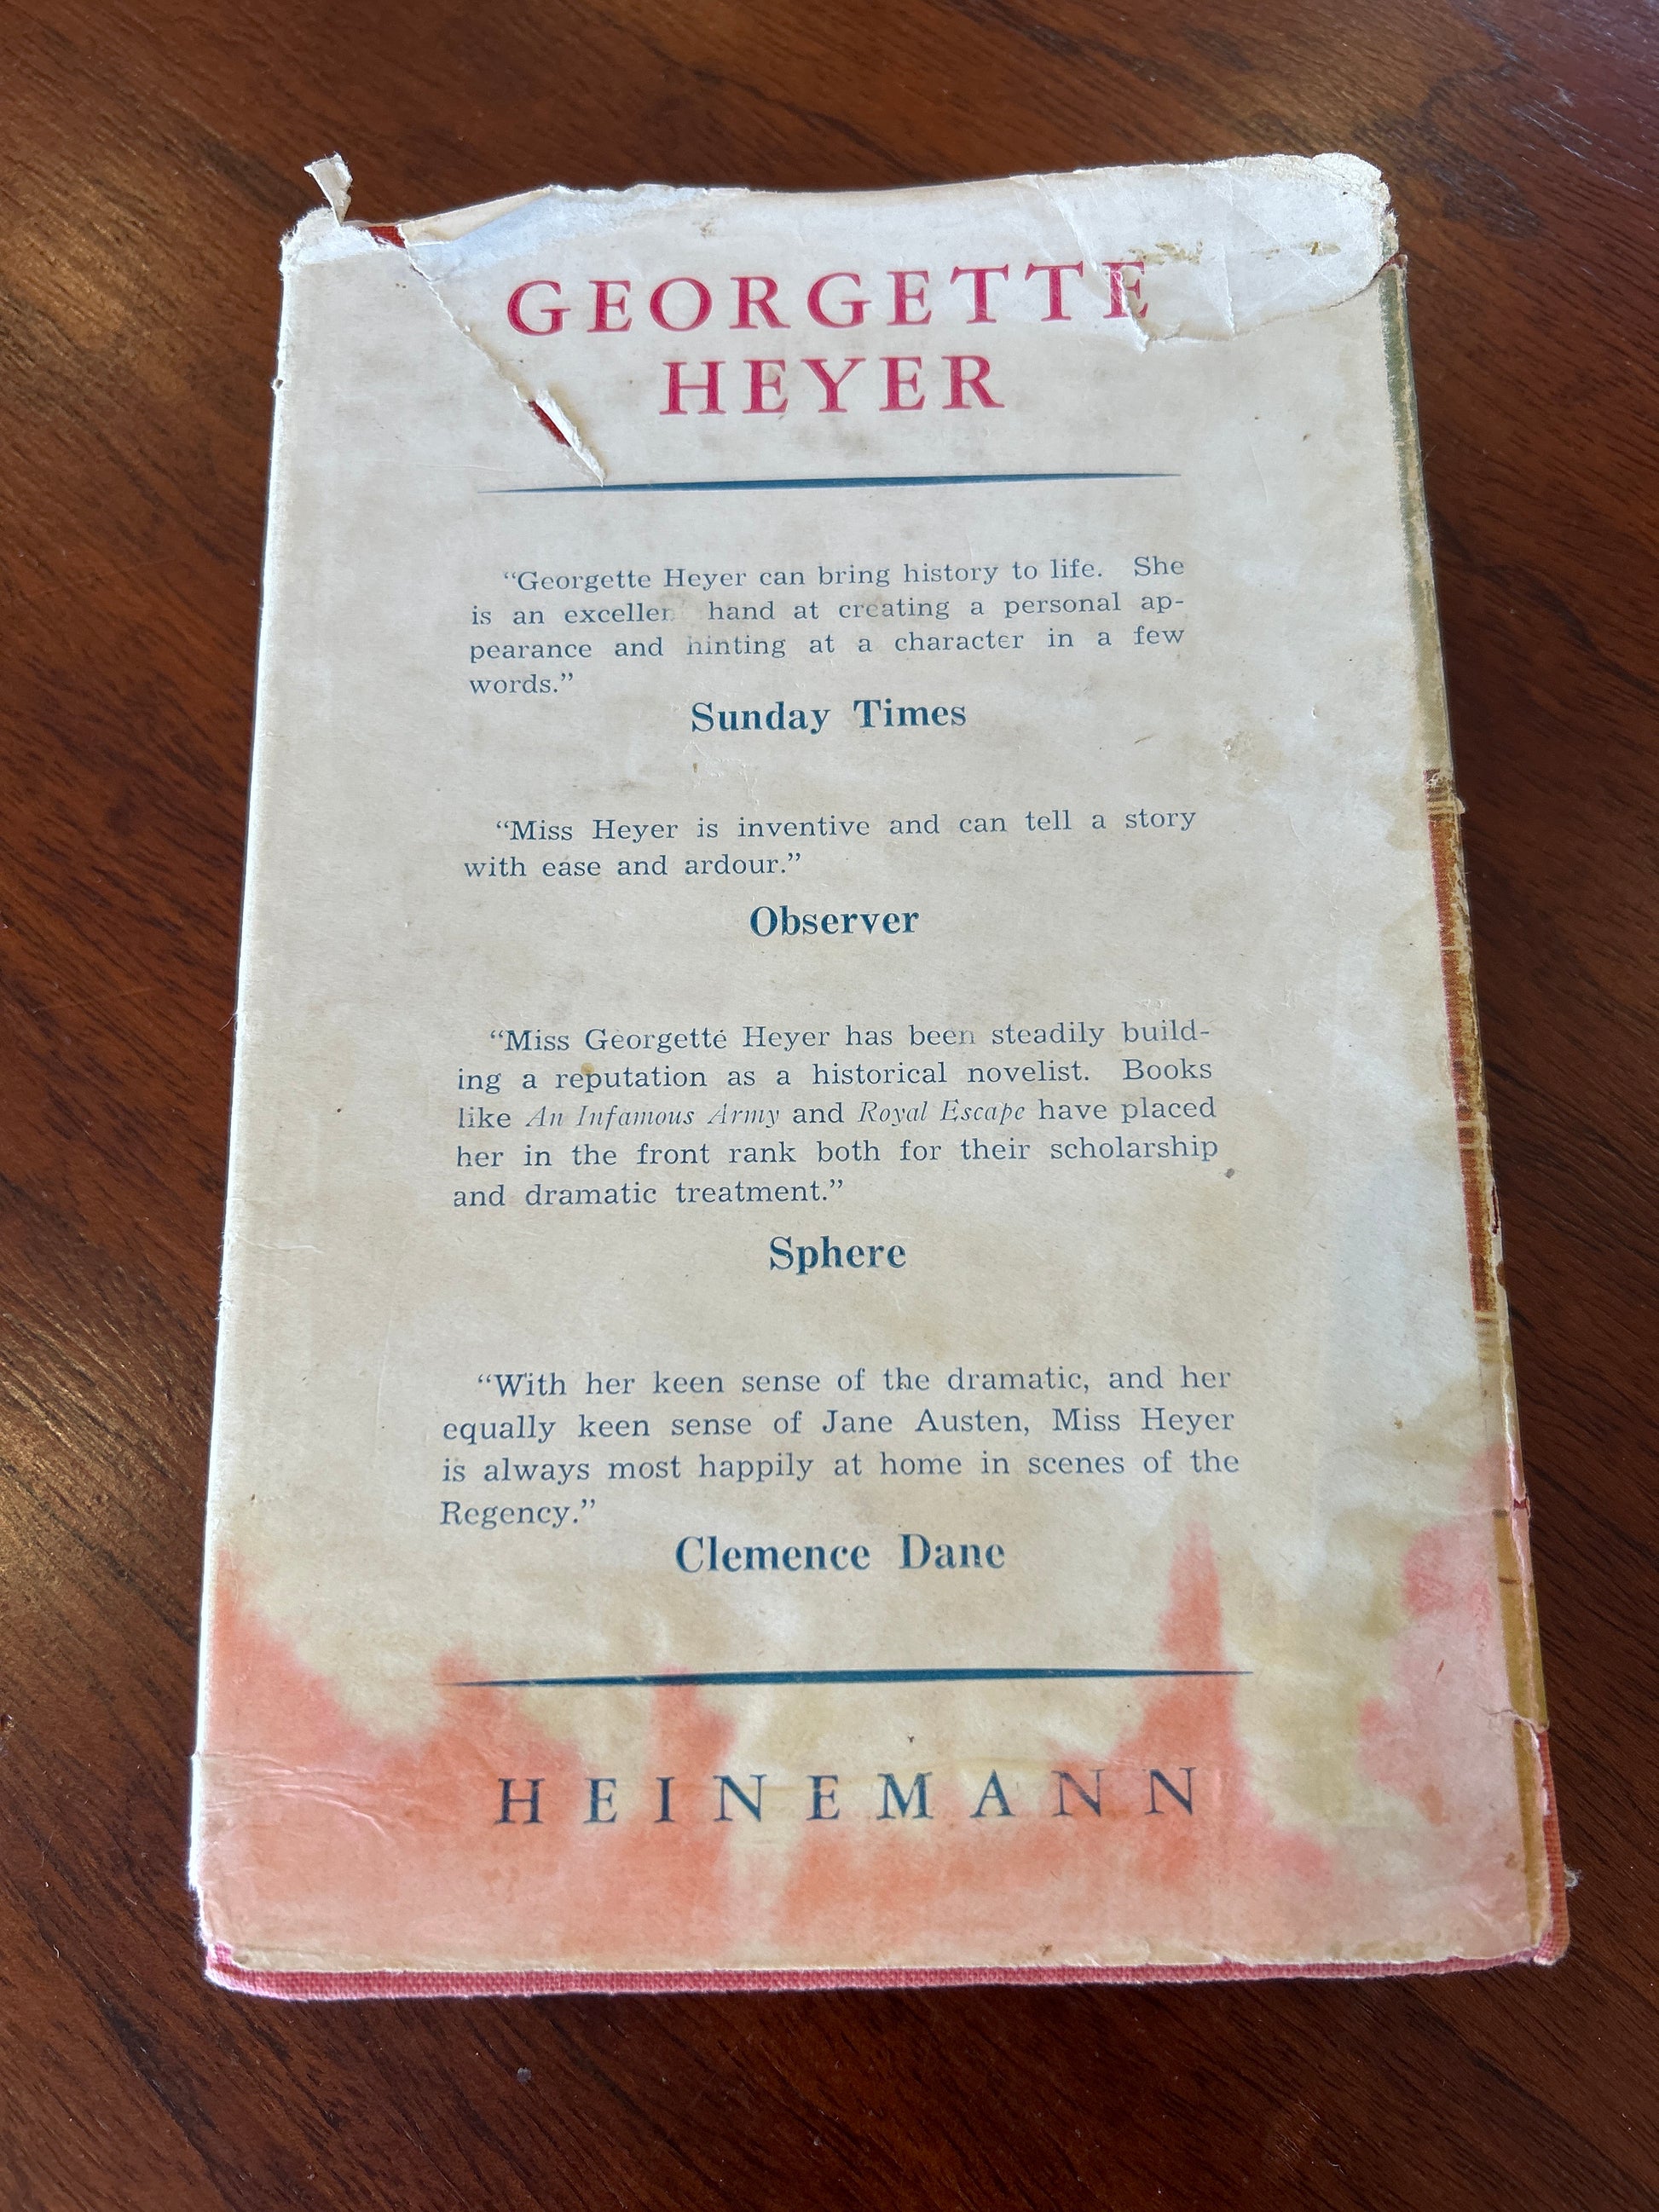 GEORGETTE
HEYER
“Georgette Heyer can bring history to life. She
is an excellen hand at creating a personal ap-
pearance and hinting at a character in a few
words.”
Sunday Times
“Miss Heyer is inventive and can tell a story
with ease and ardour.”
Observer
“Miss Georgette Heyer has been steadily build-
ing a reputation as a historical novelist. Books
like An Infamous Army and Royal Escape have placed
her in the front rank both for their scholarship
and dramatic treatment.”
Sphere
“With her keen sense of the dramatic, and her
equally keen sense of Jane Austen, Miss Heyer
is always most happily at home in scenes of the
Regency.”
Clemence Dane
HEINEMANN